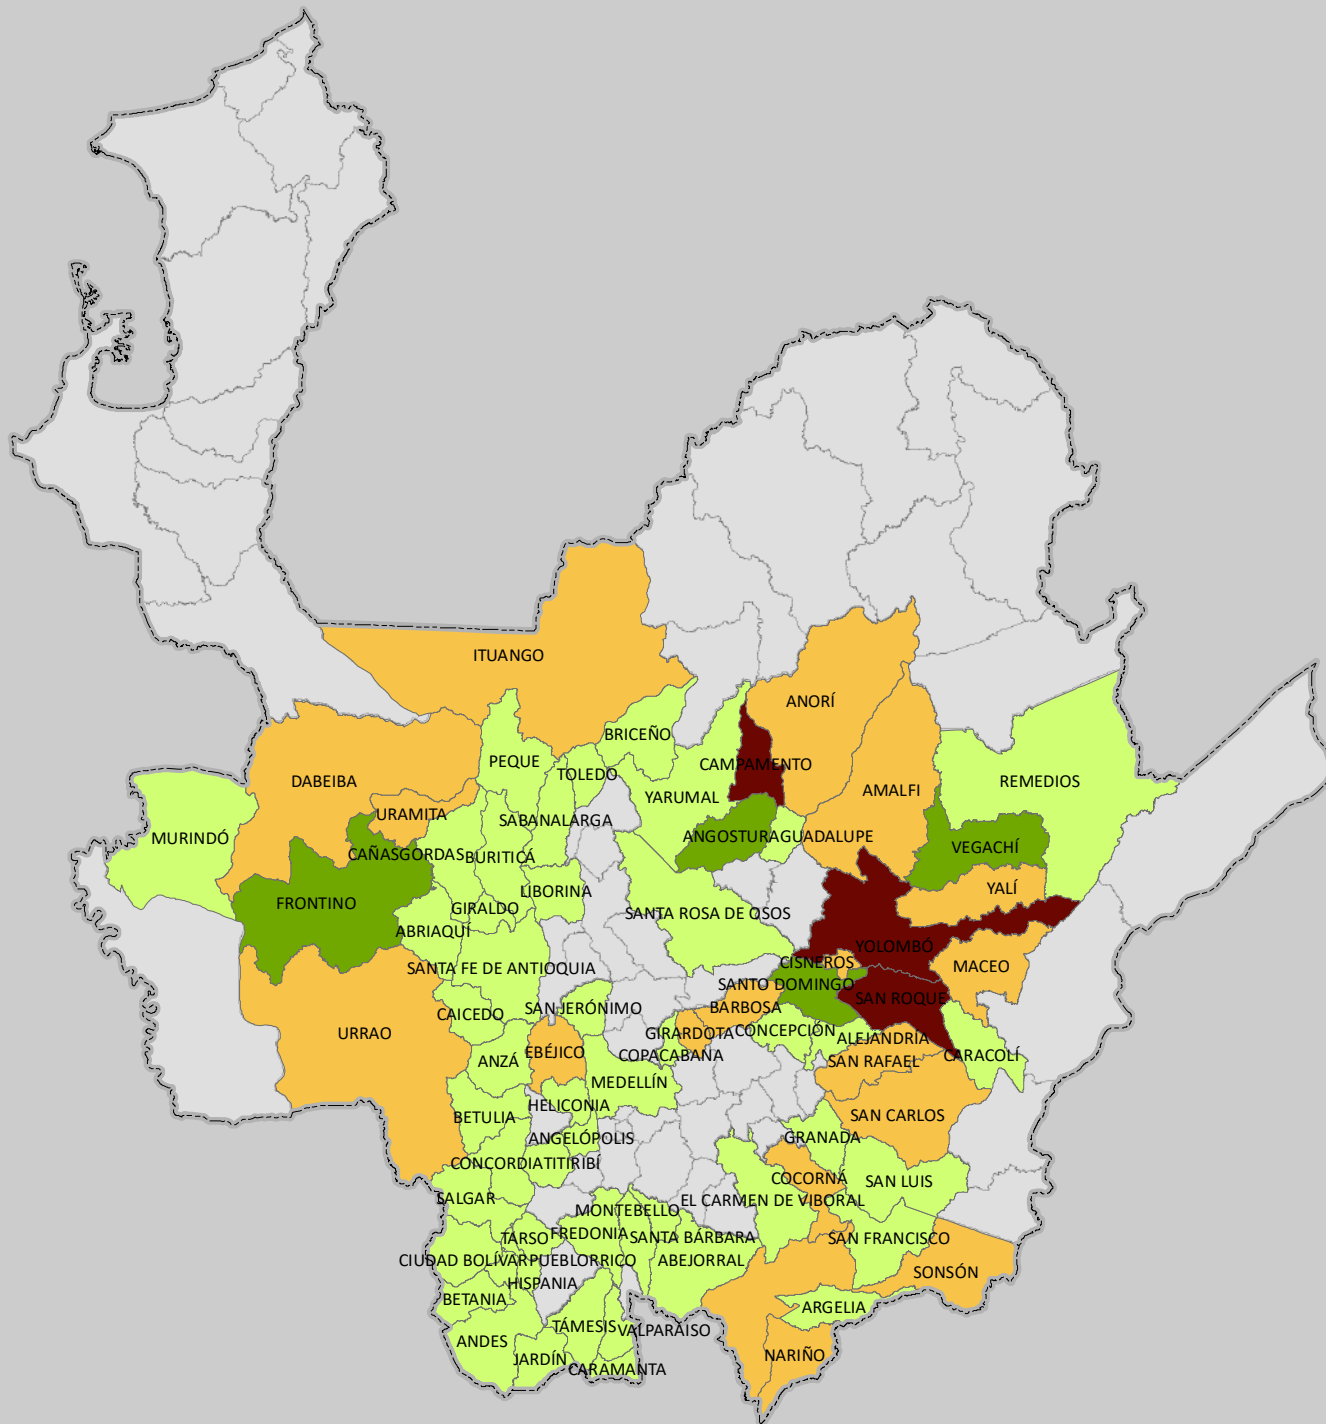 ITUANGO
ANORÍ
BRICEÑO
PEQUE
CAMPAMENTO
TOLEDO
DABEIBA
REMEDIOS
AMALFI
YARUMAL
URAMITA
SABANALARGA
MURINDÓ
ANGOSTURA
GUADALUPE
VEGACHÍ
CAÑASGORDAS
BURITICÁ
YALÍ
LIBORINA
FRONTINO
GIRALDO
SANTA ROSA DE OSOS
ABRIAQUÍ
YOLOMBÓ
CISNEROS
SANTA FE DE ANTIOQUIA
MACEO
SANTO DOMINGO
SAN ROQUE
SAN JERÓNIMO
BARBOSA
CAICEDO
URRAO
GIRARDOTA
CONCEPCIÓN
ALEJANDRÍA
EBÉJICO
COPACABANA
CARACOLÍ
ANZÁ
SAN RAFAEL
MEDELLÍN
HELICONIA
BETULIA
SAN CARLOS
ANGELÓPOLIS
GRANADA
CONCORDIA
TITIRIBÍ
COCORNÁ
SAN LUIS
SALGAR
EL CARMEN DE VIBORAL
MONTEBELLO
TARSO
FREDONIA
SANTA BÁRBARA
SAN FRANCISCO
CIUDAD BOLÍVAR
PUEBLORRICO
ABEJORRAL
SONSÓN
HISPANIA
BETANIA
ARGELIA
TÁMESIS
VALPARAÍSO
ANDES
JARDÍN
NARIÑO
CARAMANTA